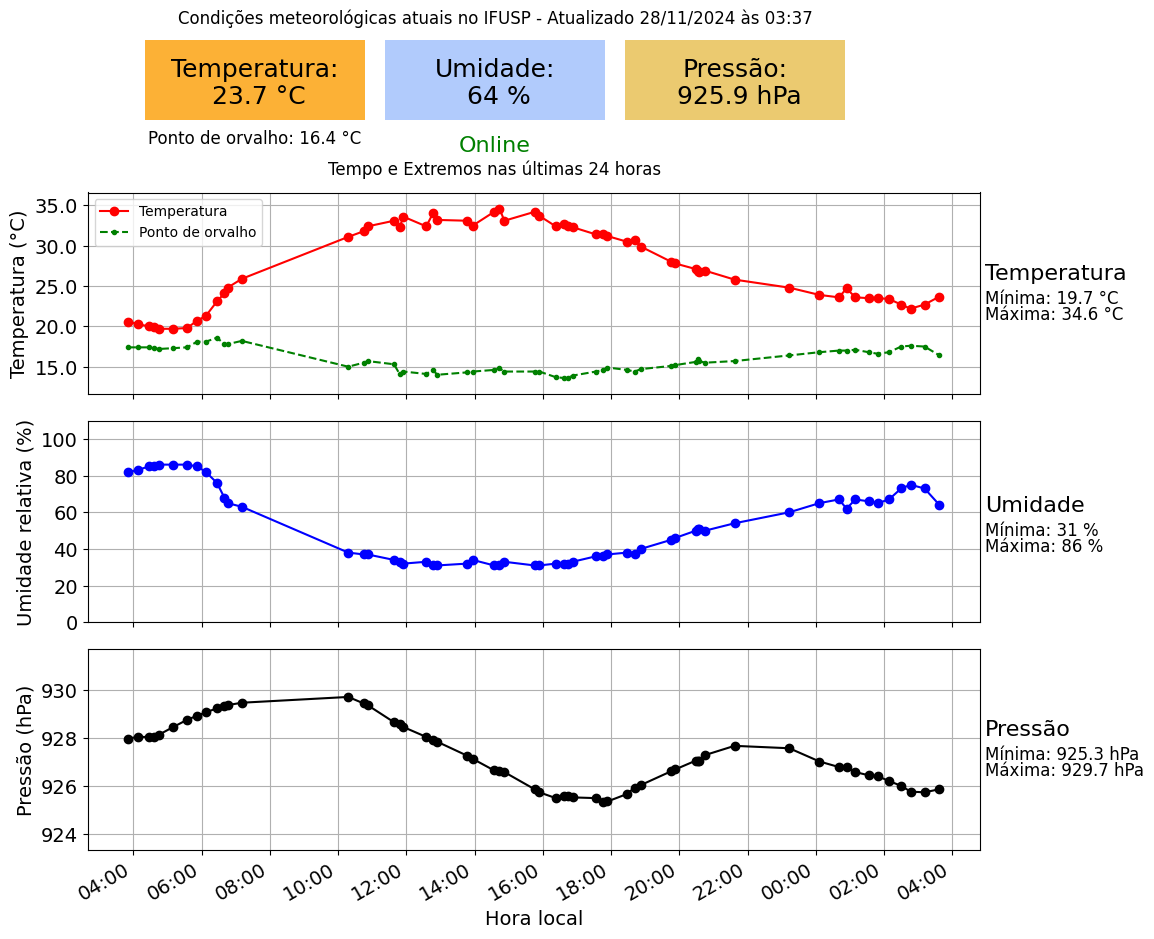 Condições meteorológicas atuais no IFUSP - Atualizado 28/11/2024 às 03:37
Temperatura:
23.7 °C
Umidade:
64 %
Pressão:
925.9 hPa
Ponto de orvalho: 16.4 °C
Online
Tempo e Extremos nas últimas 24 horas
Temperatura (°C)
35.0
30.0
25.0
20.0
15.0
Temperatura
Ponto de orvalho
Temperatura
Mínima: 19.7 °C
Máxima: 34.6 °C
Umidade relativa (%)
100
80
60
40
20
0
Umidade
Mínima: 31 %
Máxima: 86 %
Pressão (hPa)
930
928
926
924
Pressão
Mínima: 925.3 hPa
Máxima: 929.7 hPa
04:00 06:00 08:00 10:00 12:00 14:00 16:00 18:00 20:00 22:00 00:00 02:00 04:00
Hora local